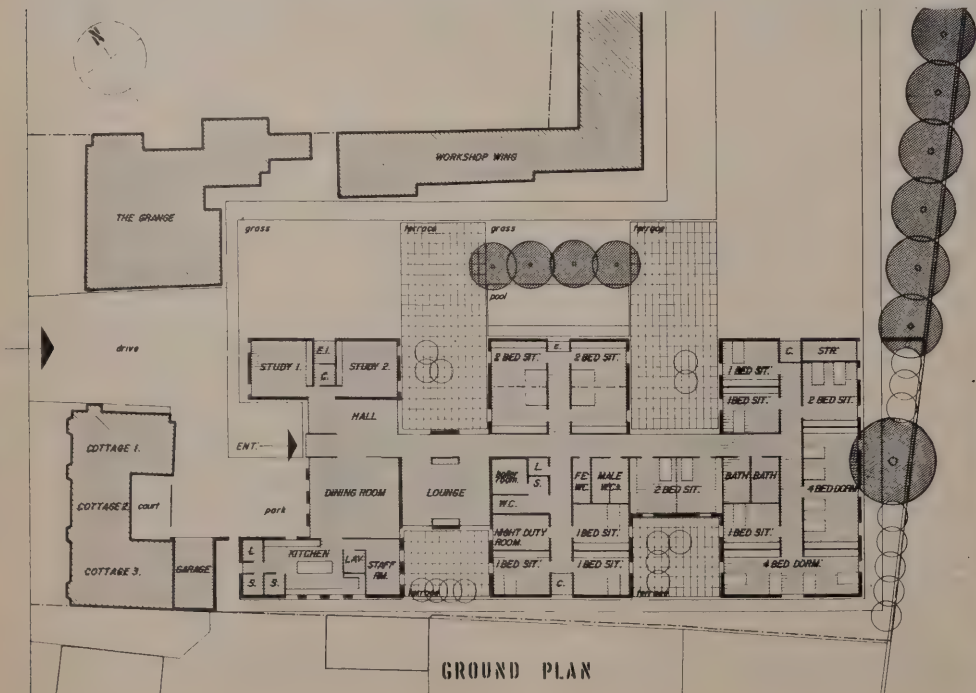 N
WORKSHOP WING
THE GRANGE
grass
terrace
grass
terrace
pool
drive
STUDY 1.
E.I.
C.
STUDY 2.
2 BED SIT.
2 BED SIT.
1 BED SIT.
C.
STR.
1 BED SIT.
2 BED SIT.
HALL
ENT.
COTTAGE 1.
DINING ROOM
LOUNGE
boiler
room.
L.
S.
FE
WC.
MALE
W.C.s
2 BED SIT.
BATH
BATH
4 BED DORM
COTTAGE 2.
court
park
W.C.
NIGHT DUTY
ROOM.
1 BED SIT.
1 BED SIT.
COTTAGE 3.
GARAGE
L.
S.
S.
KITCHEN
LAV.
STAFF
RM.
1 BED SIT.
C.
1 BED SIT.
4 BED DORM.
GROUND PLAN